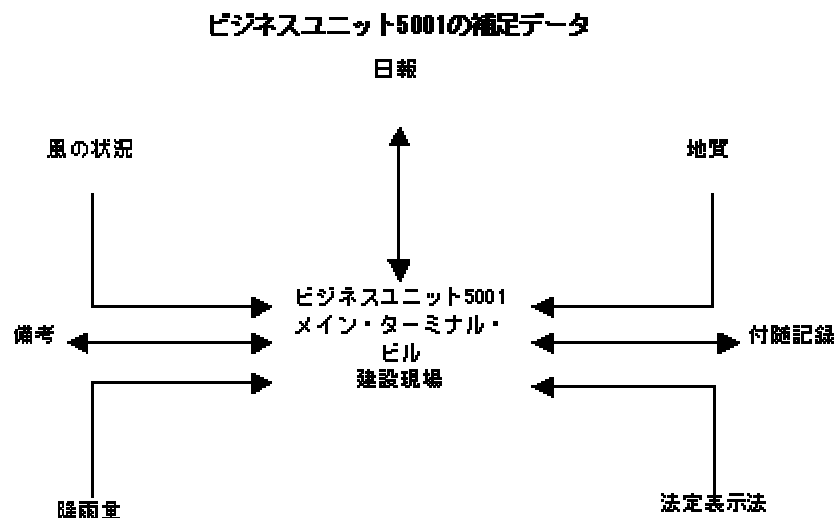 ビジネスユニット5001の補足データ
日報
風の状況
地質
ビジネスユニット5001
メイン・ターミナル・
ビル
建設現場
備考
付随記録
降雨量
法定表示法